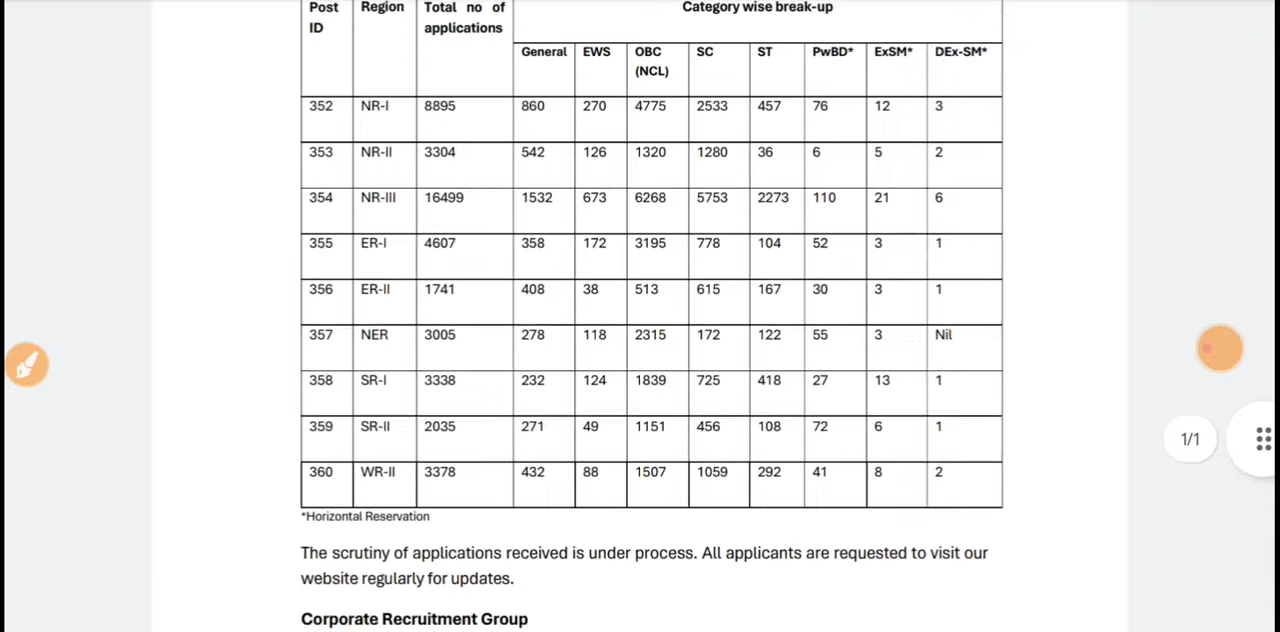 Post ID Region Total no of applications Category wise break-up
General EWS OBC (NCL) SC ST PwBD* ExSM* DEx-SM*
352 NR-I 8895 860 270 4775 2533 457 76 12 3
353 NR-II 3304 542 126 1320 1280 36 6 5 2
354 NR-III 16499 1532 673 6268 5753 2273 110 21 6
355 ER-I 4607 358 172 3195 778 104 52 3 1
356 ER-II 1741 408 38 513 615 167 30 3 1
357 NER 3005 278 118 2315 172 122 55 3 Nil
358 SR-I 3338 232 124 1839 725 418 27 13 1
359 SR-II 2035 271 49 1151 456 108 72 6 1
360 WR-II 3378 432 88 1507 1059 292 41 8 2
*Horizontal Reservation
The scrutiny of applications received is under process. All applicants are requested to visit our
website regularly for updates.
Corporate Recruitment Group
1/1